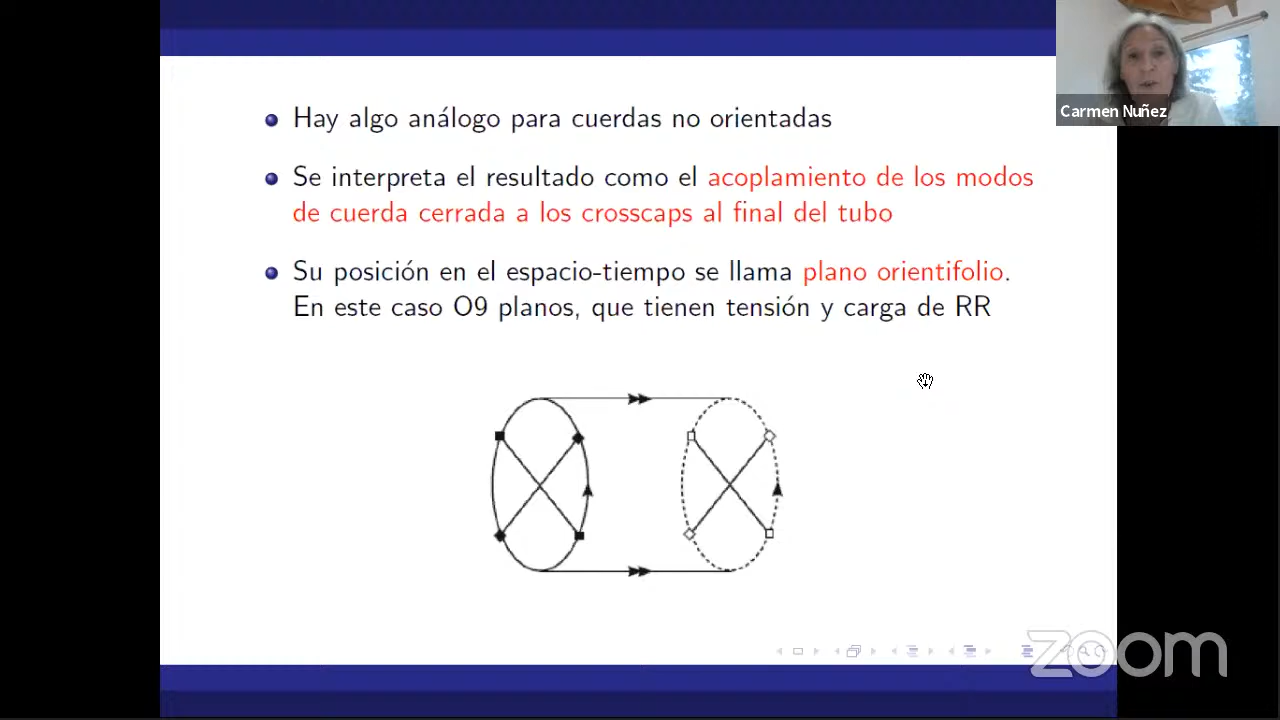 Hay algo análogo para cuerdas no orientadas
Se interpreta el resultado como el acoplamiento de los modos
de cuerda cerrada a los crosscaps al final del tubo
Su posición en el espacio-tiempo se llama plano orientifolio.
En este caso O9 planos, que tienen tensión y carga de RR
Carmen Nuñez
zoom